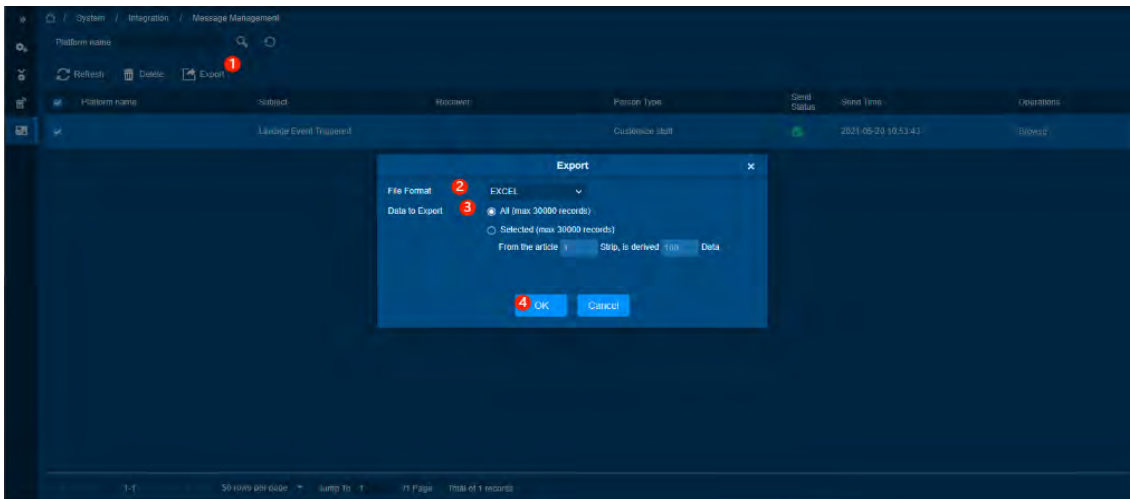 / System / Integration / Message Management
Platform name
1
Refresh Delete Export
Platform name Subject Receiver Person Type Send Status Send Time Operations
Linkage Event Triggered Customize staff 2021-05-20 10:53:43 Browse
Export ×
File Format 2 EXCEL
Data to Export 3 All (max 30000 records)
Selected (max 30000 records)
From the article 1 Strip, is derived 100 Data
4 OK Cancel
1-1 50 rows per page Jump To 1 /1 Page Total of 1 records